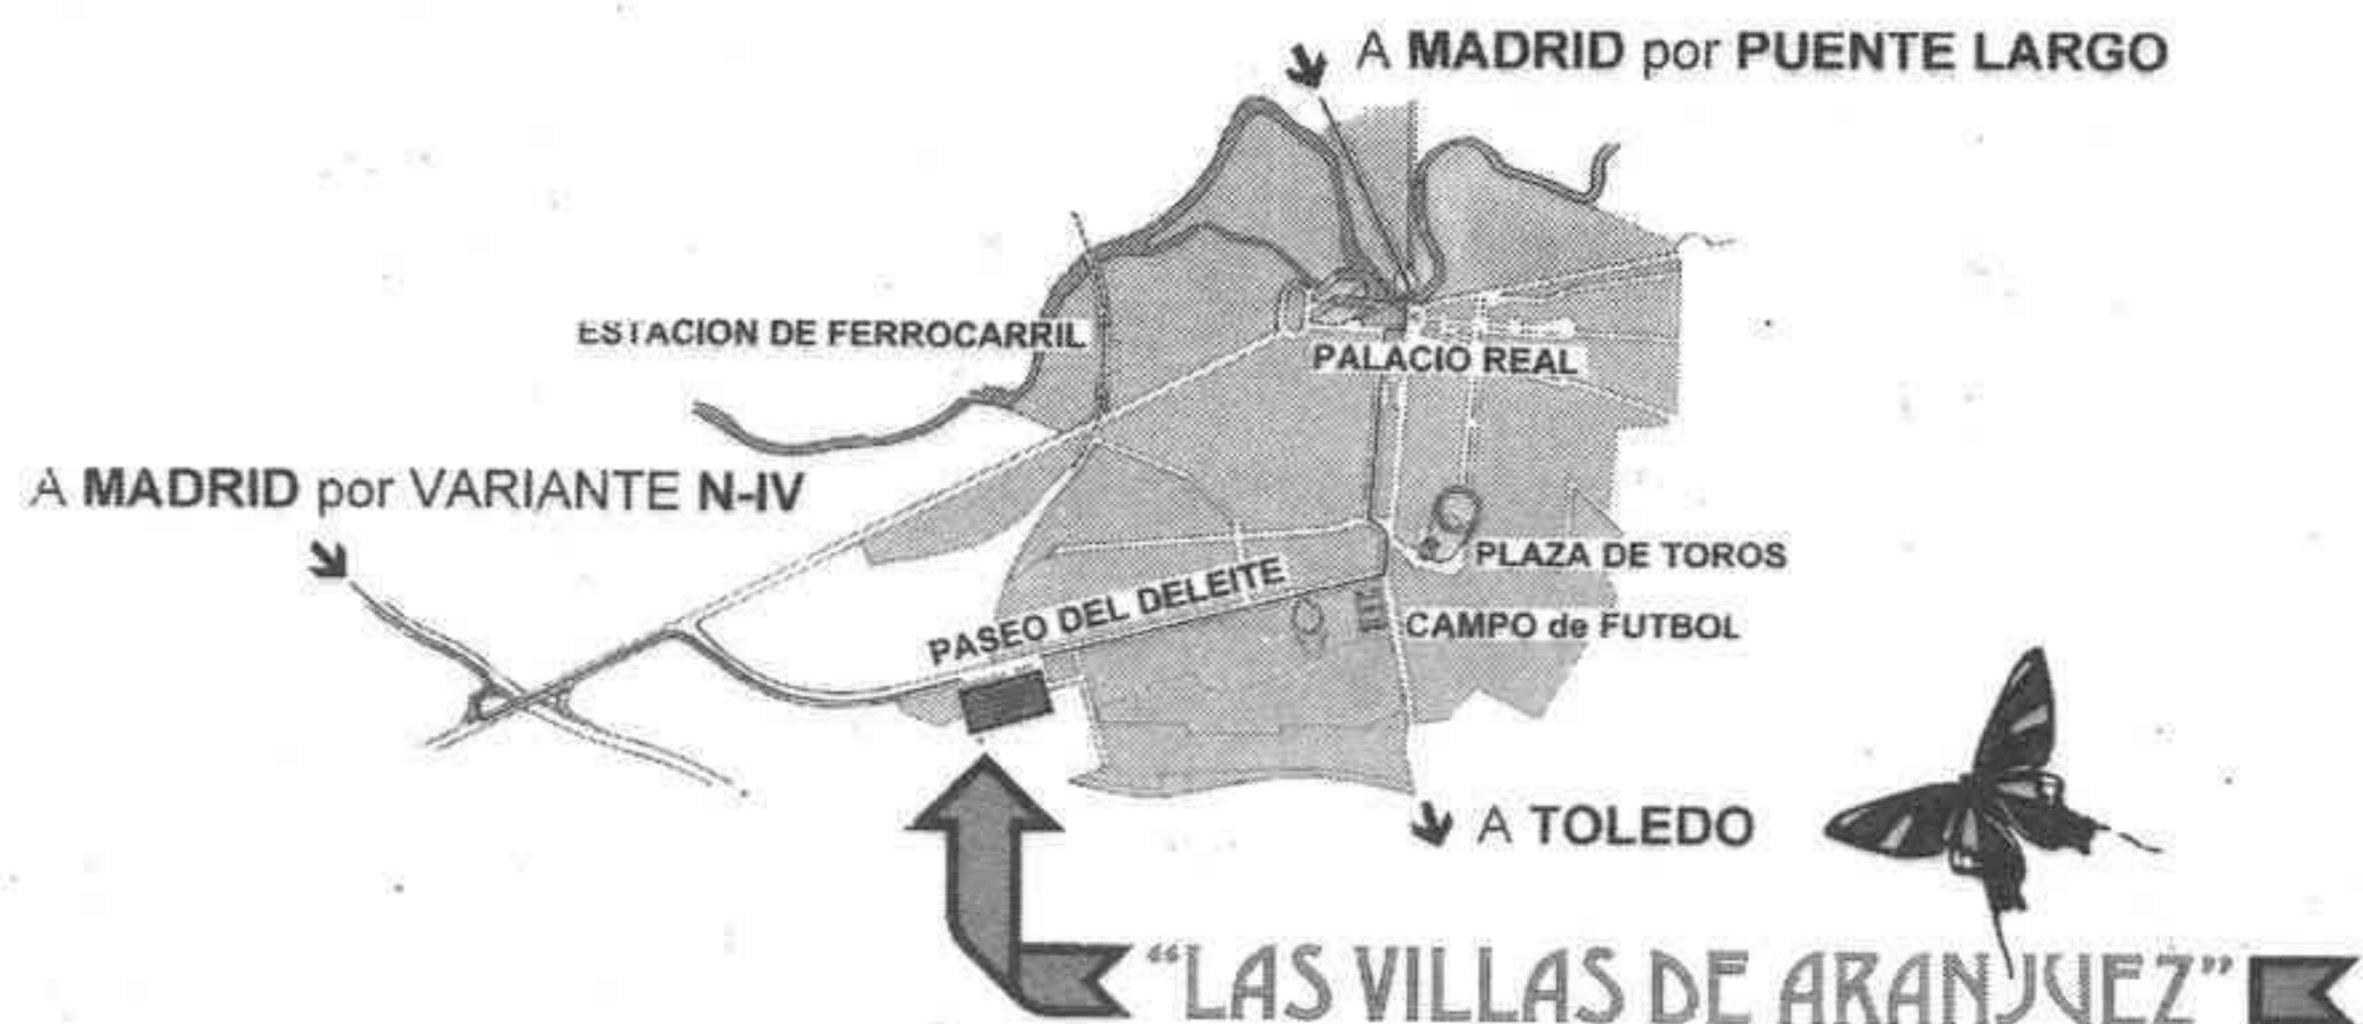 A MADRID por PUENTE LARGO
ESTACION DE FERROCARRIL
PALACIO REAL
A MADRID por VARIANTE N-IV
PLAZA DE TOROS
PASEO DEL DELEITE
CAMPO de FUTBOL
A TOLEDO
“LAS VILLAS DE ARANJUEZ”